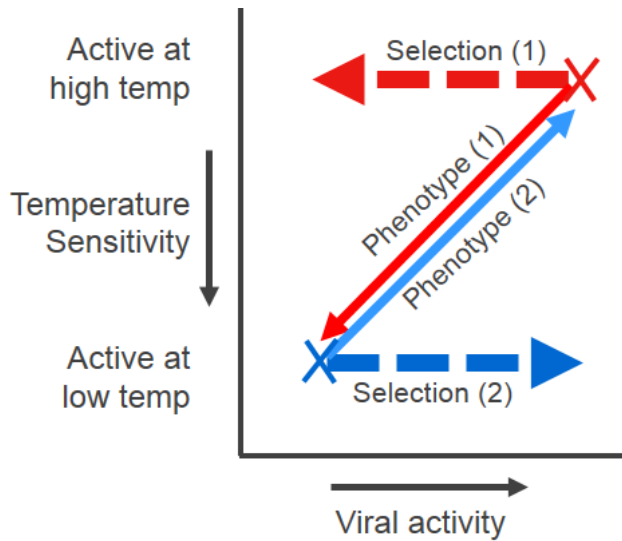 Active at
high temp
Selection (1)
Phenotype (1)
Phenotype (2)
Temperature
Sensitivity
Active at
low temp
Selection (2)
Viral activity